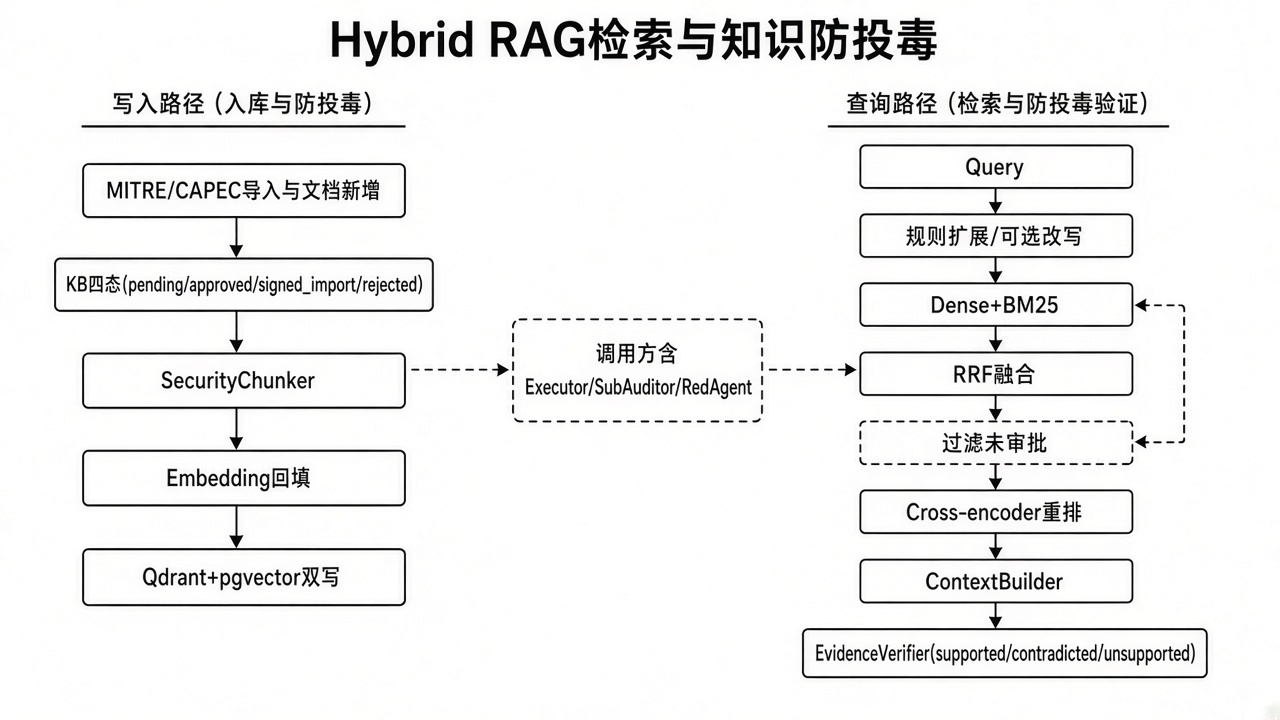 Hybrid RAG检索与知识防投毒
写入路径（入库与防投毒）
MITRE/CAPEC导入与文档新增
KB四态(pending/approved/signed_import/rejected)
SecurityChunker
Embedding回填
Qdrant+pgvector双写
调用方含
Executor/SubAuditor/RedAgent
查询路径（检索与防投毒验证）
Query
规则扩展/可选改写
Dense+BM25
RRF融合
过滤未审批
Cross-encoder重排
ContextBuilder
EvidenceVerifier(supported/contradicted/unsupported)